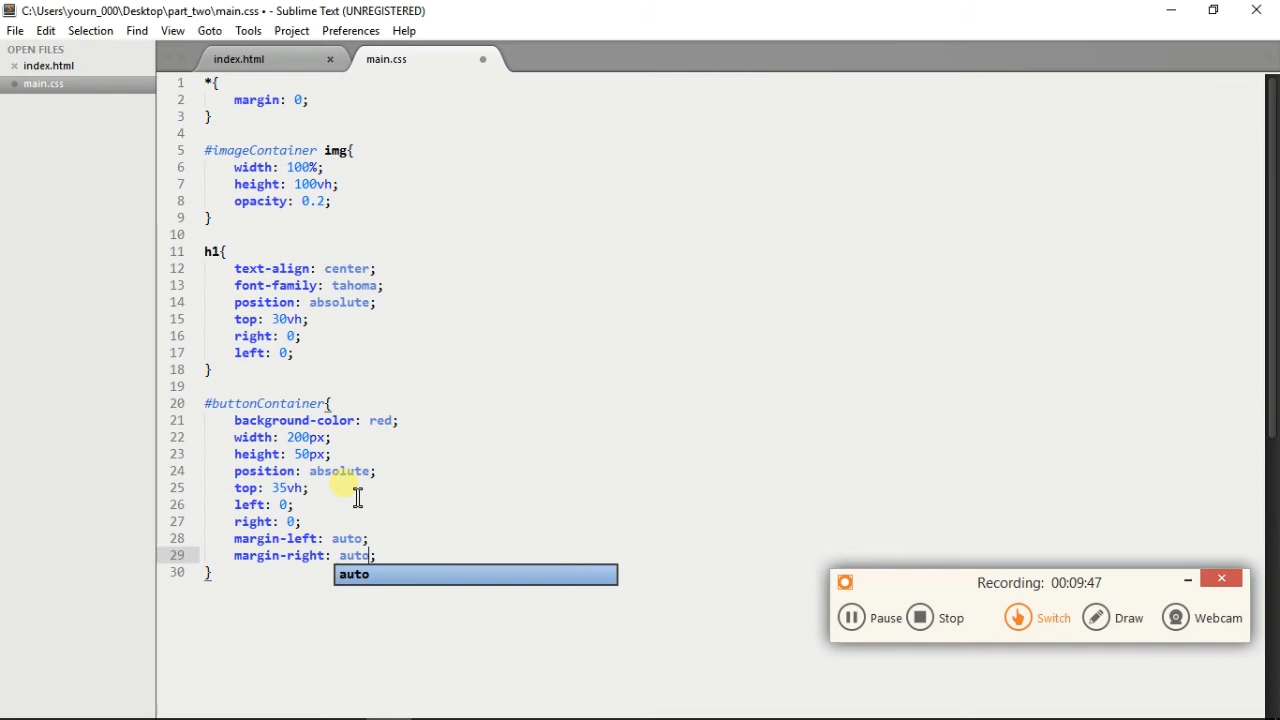 C:\Users\yourn_000\Desktop\part_two\main.css • - Sublime Text (UNREGISTERED)
File Edit Selection Find View Goto Tools Project Preferences Help
OPEN FILES
index.html
main.css
index.html main.css
1 *{
2 margin: 0;
3 }
4
5 #imageContainer img{
6 width: 100%;
7 height: 100vh;
8 opacity: 0.2;
9 }
10
11 h1{
12 text-align: center;
13 font-family: tahoma;
14 position: absolute;
15 top: 30vh;
16 right: 0;
17 left: 0;
18 }
19
20 #buttonContainer{
21 background-color: red;
22 width: 200px;
23 height: 50px;
24 position: absolute;
25 top: 35vh;
26 left: 0;
27 right: 0;
28 margin-left: auto;
29 margin-right: auto;
30 }
auto
Recording: 00:09:47
Pause Stop Switch Draw Webcam